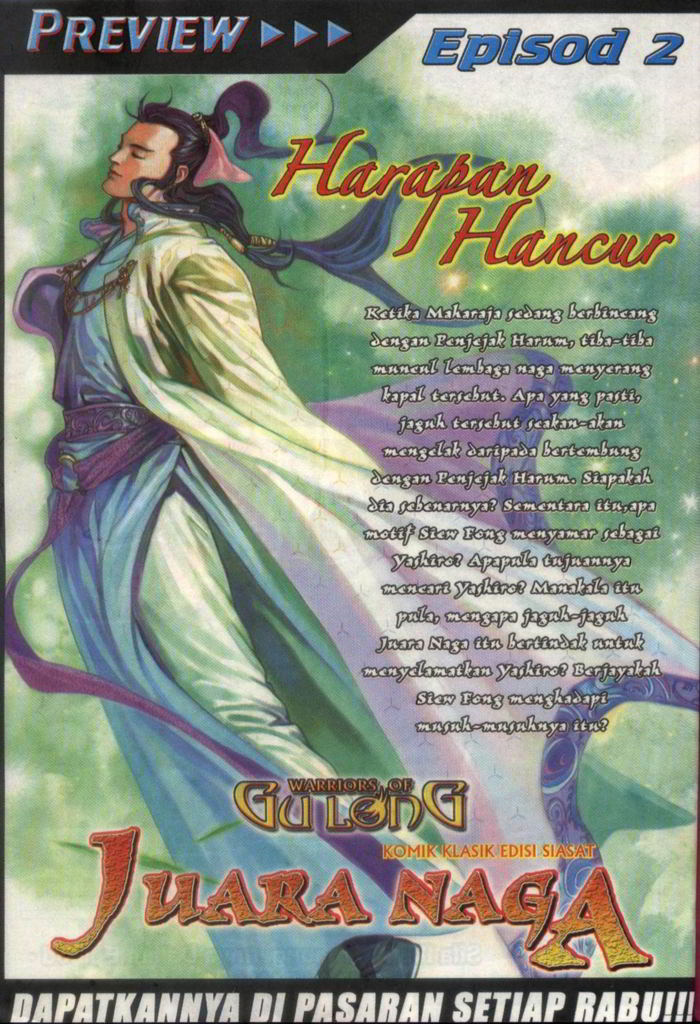 PREVIEW
Episod 2
Harapan
Hancur
Ketika Maharaja sedang berbincang
dengan Penjejak Harum, tiba-tiba
muncul lembaga naga menyerang
kapal tersebut. Apa yang pasti,
jaguh tersebut seakan-akan
mengelak daripada bertembung
dengan Penjejak Harum. Siapakah
dia sebenarnya? Sementara itu,apa
motif Siew Fong menyamar sebagai
Yashiro? Apapula tujuannya
mencari Yashiro? Manakala itu
pula, mengapa jaguh-jaguh
Juara Naga itu bertindak untuk
menyelamatkan Yashiro? Berjayakah
Siew Fong menghadapi
musuh-musuhnya itu?
WARRIORS OF
GU LONG
KOMIK KLASIK EDISI SIASAT
JUARA NAGA
DAPATKANNYA DI PASARAN SETIAP RABU!!!